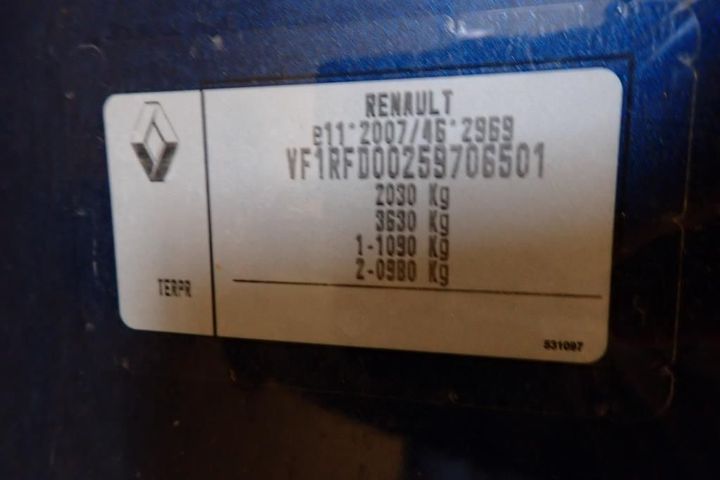 RENAULT
e11*2007/46*2969
VF1RFD00259706501
2030 Kg
3630 Kg
1-1090 Kg
2-0980 Kg
TERPR
531097